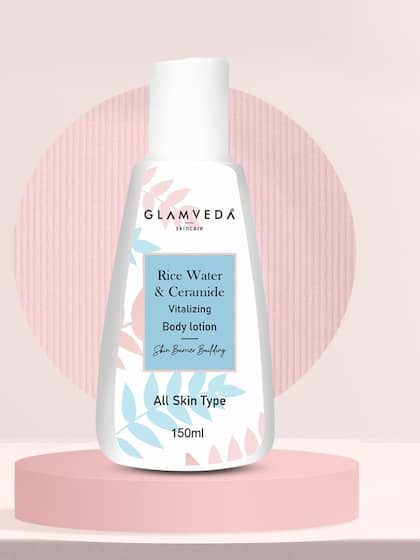 GLAMVEDA
skincare
Rice Water
& Ceramide
Vitalizing
Body lotion
Skin Barrier Building
All Skin Type
150ml